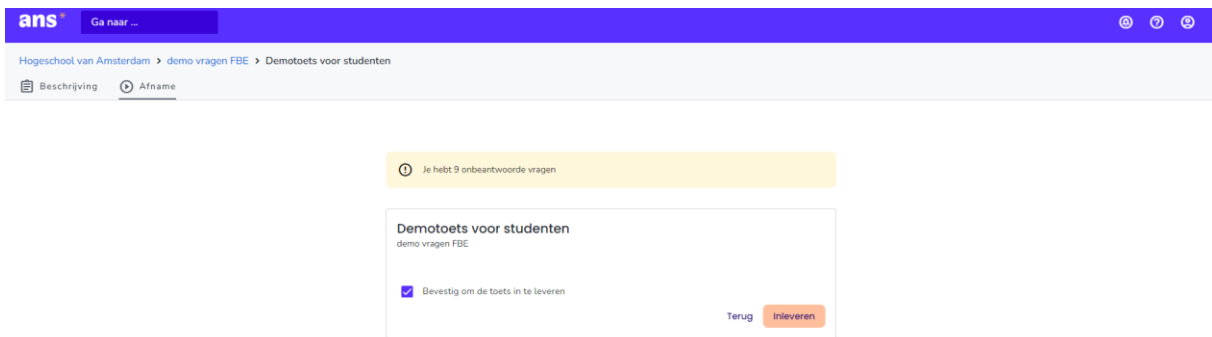 ans*
Ga naar ...
Hogeschool van Amsterdam > demo vragen FBE > Demotoets voor studenten
Beschrijving Afname
Je hebt 9 onbeantwoorde vragen
Demotoets voor studenten
demo vragen FBE
Bevestig om de toets in te leveren
Terug Inleveren